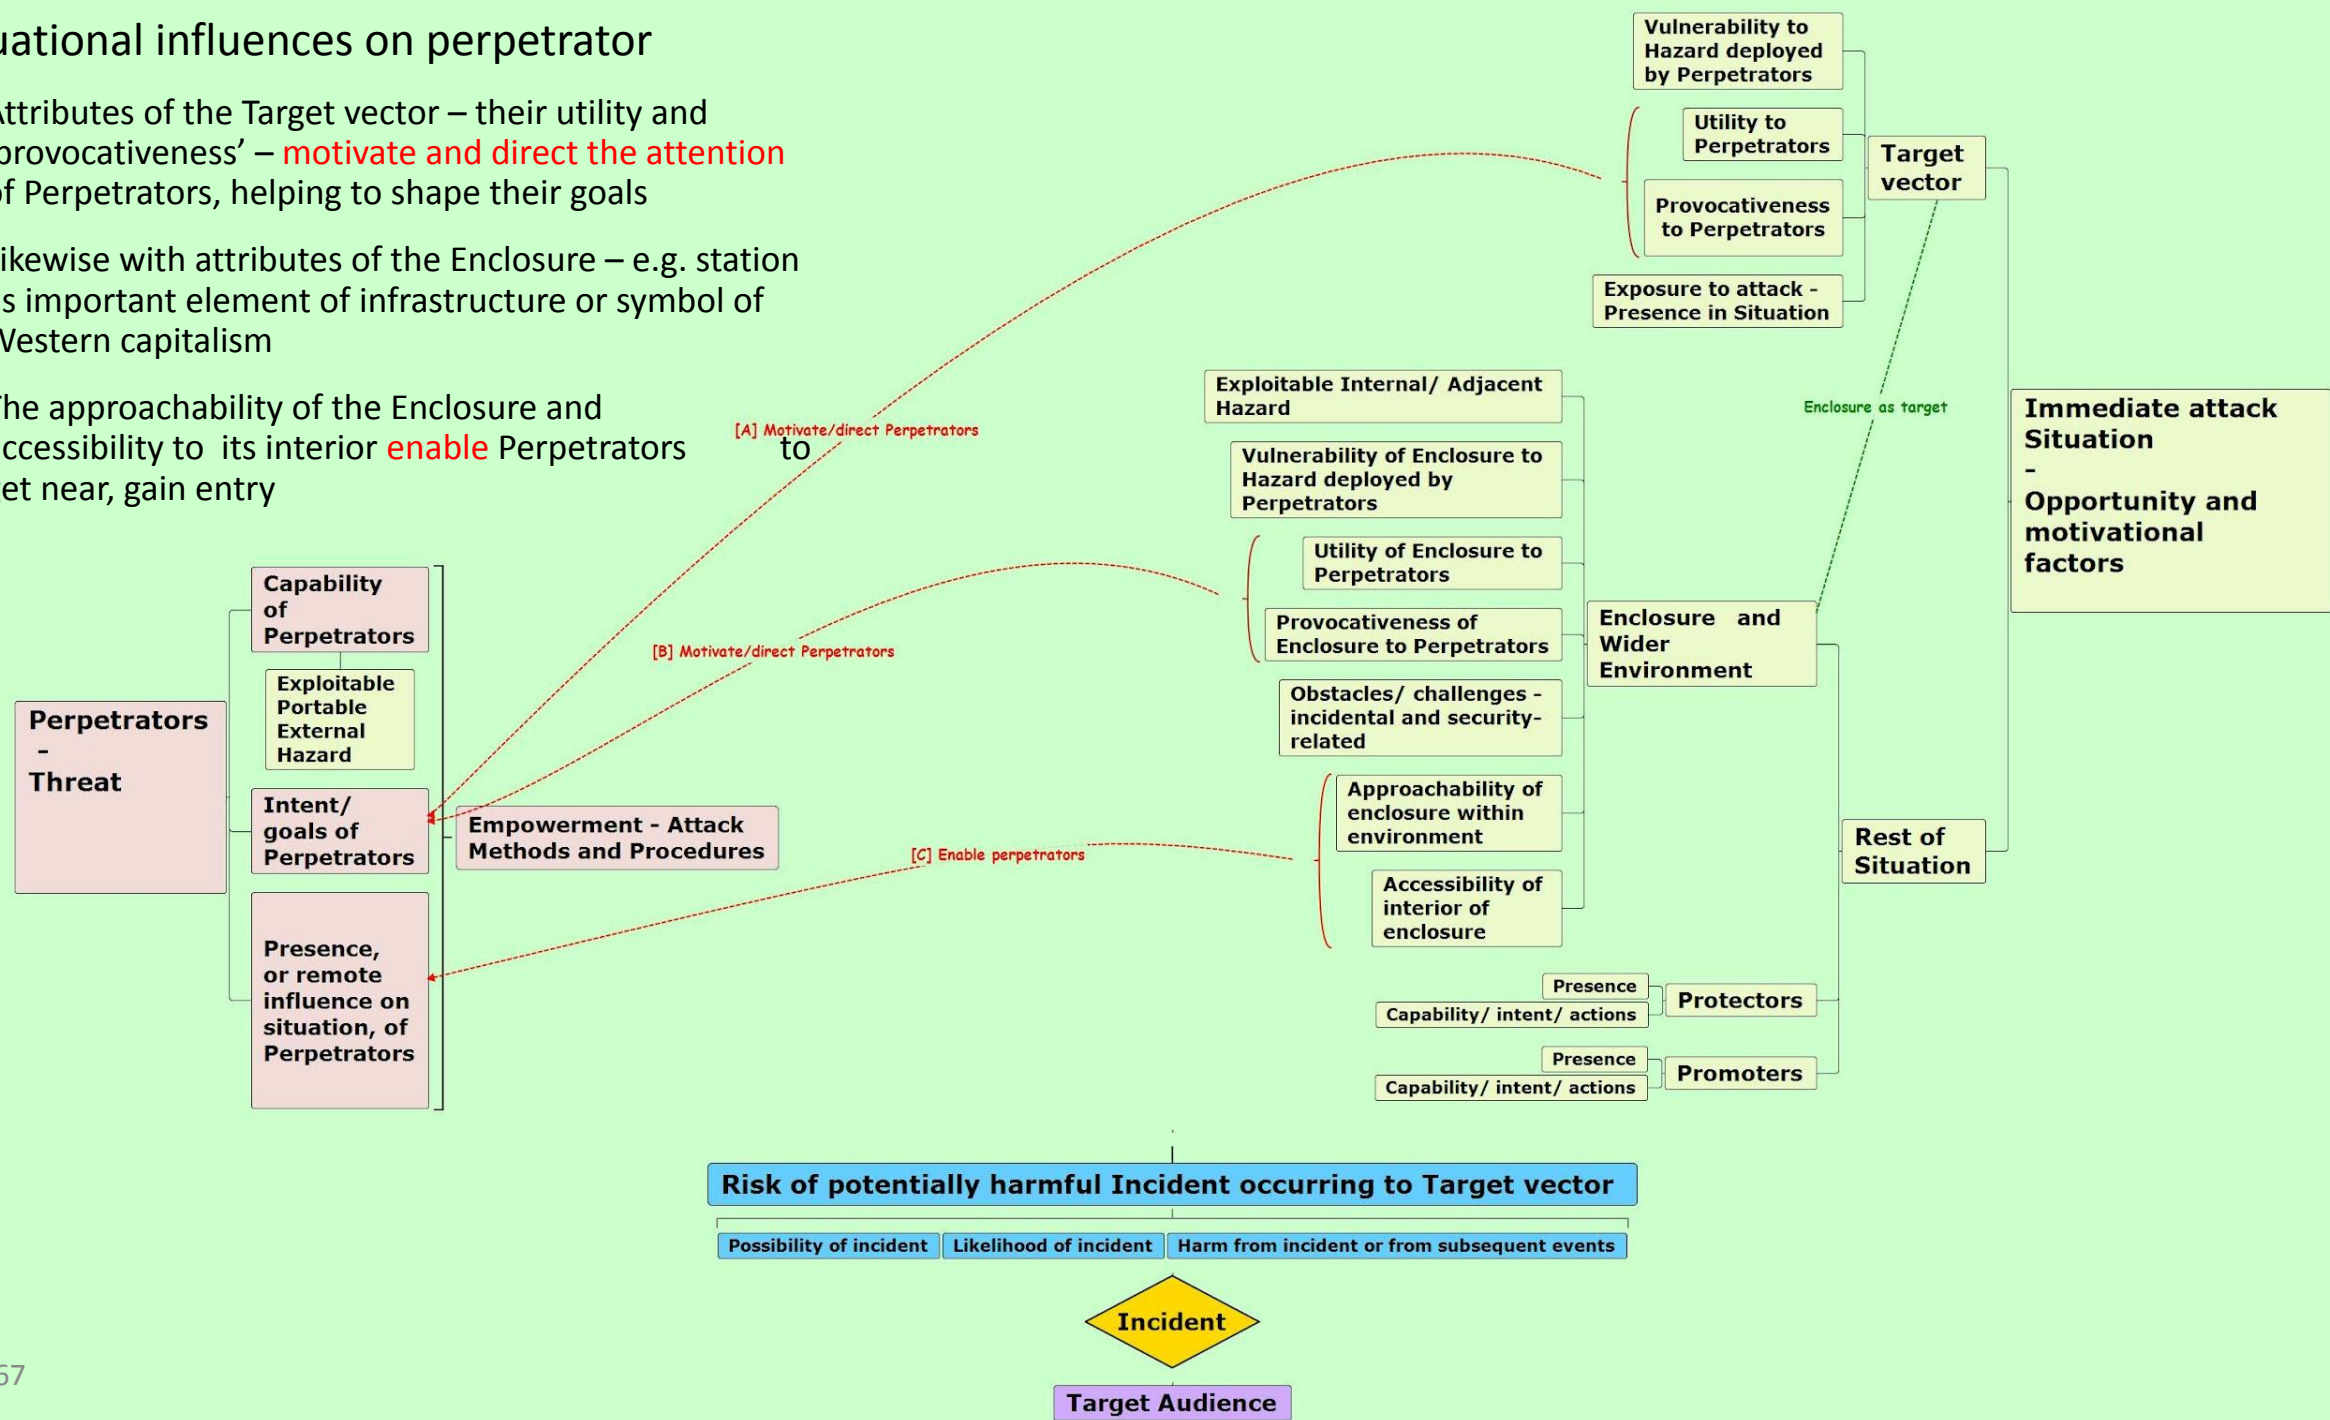 uational influences on perpetrator
Attributes of the Target vector – their utility and
provocativeness’ – motivate and direct the attention
of Perpetrators, helping to shape their goals
ikewise with attributes of the Enclosure – e.g. station
s important element of infrastructure or symbol of
Western capitalism
The approachability of the Enclosure and
ccessibility to its interior enable Perpetrators to
et near, gain entry
Vulnerability to
Hazard deployed
by Perpetrators
Utility to
Perpetrators
Provocativeness
to Perpetrators
Exposure to attack -
Presence in Situation
Target
vector
Enclosure as target
Immediate attack
Situation
-
Opportunity and
motivational
factors
Exploitable Internal/ Adjacent
Hazard
Vulnerability of Enclosure to
Hazard deployed by
Perpetrators
Utility of Enclosure to
Perpetrators
Provocativeness of
Enclosure to Perpetrators
Obstacles/ challenges -
incidental and security-
related
Approachability of
enclosure within
environment
Accessibility of
interior of
enclosure
Enclosure and
Wider
Environment
Rest of
Situation
Presence
Capability/ intent/ actions
Protectors
Presence
Capability/ intent/ actions
Promoters
[A] Motivate/direct Perpetrators
[B] Motivate/direct Perpetrators
[C] Enable perpetrators
Perpetrators
-
Threat
Capability
of
Perpetrators
Exploitable
Portable
External
Hazard
Intent/
goals of
Perpetrators
Presence,
or remote
influence on
situation, of
Perpetrators
Empowerment - Attack
Methods and Procedures
Risk of potentially harmful Incident occurring to Target vector
Possibility of incident
Likelihood of incident
Harm from incident or from subsequent events
Incident
Target Audience
67